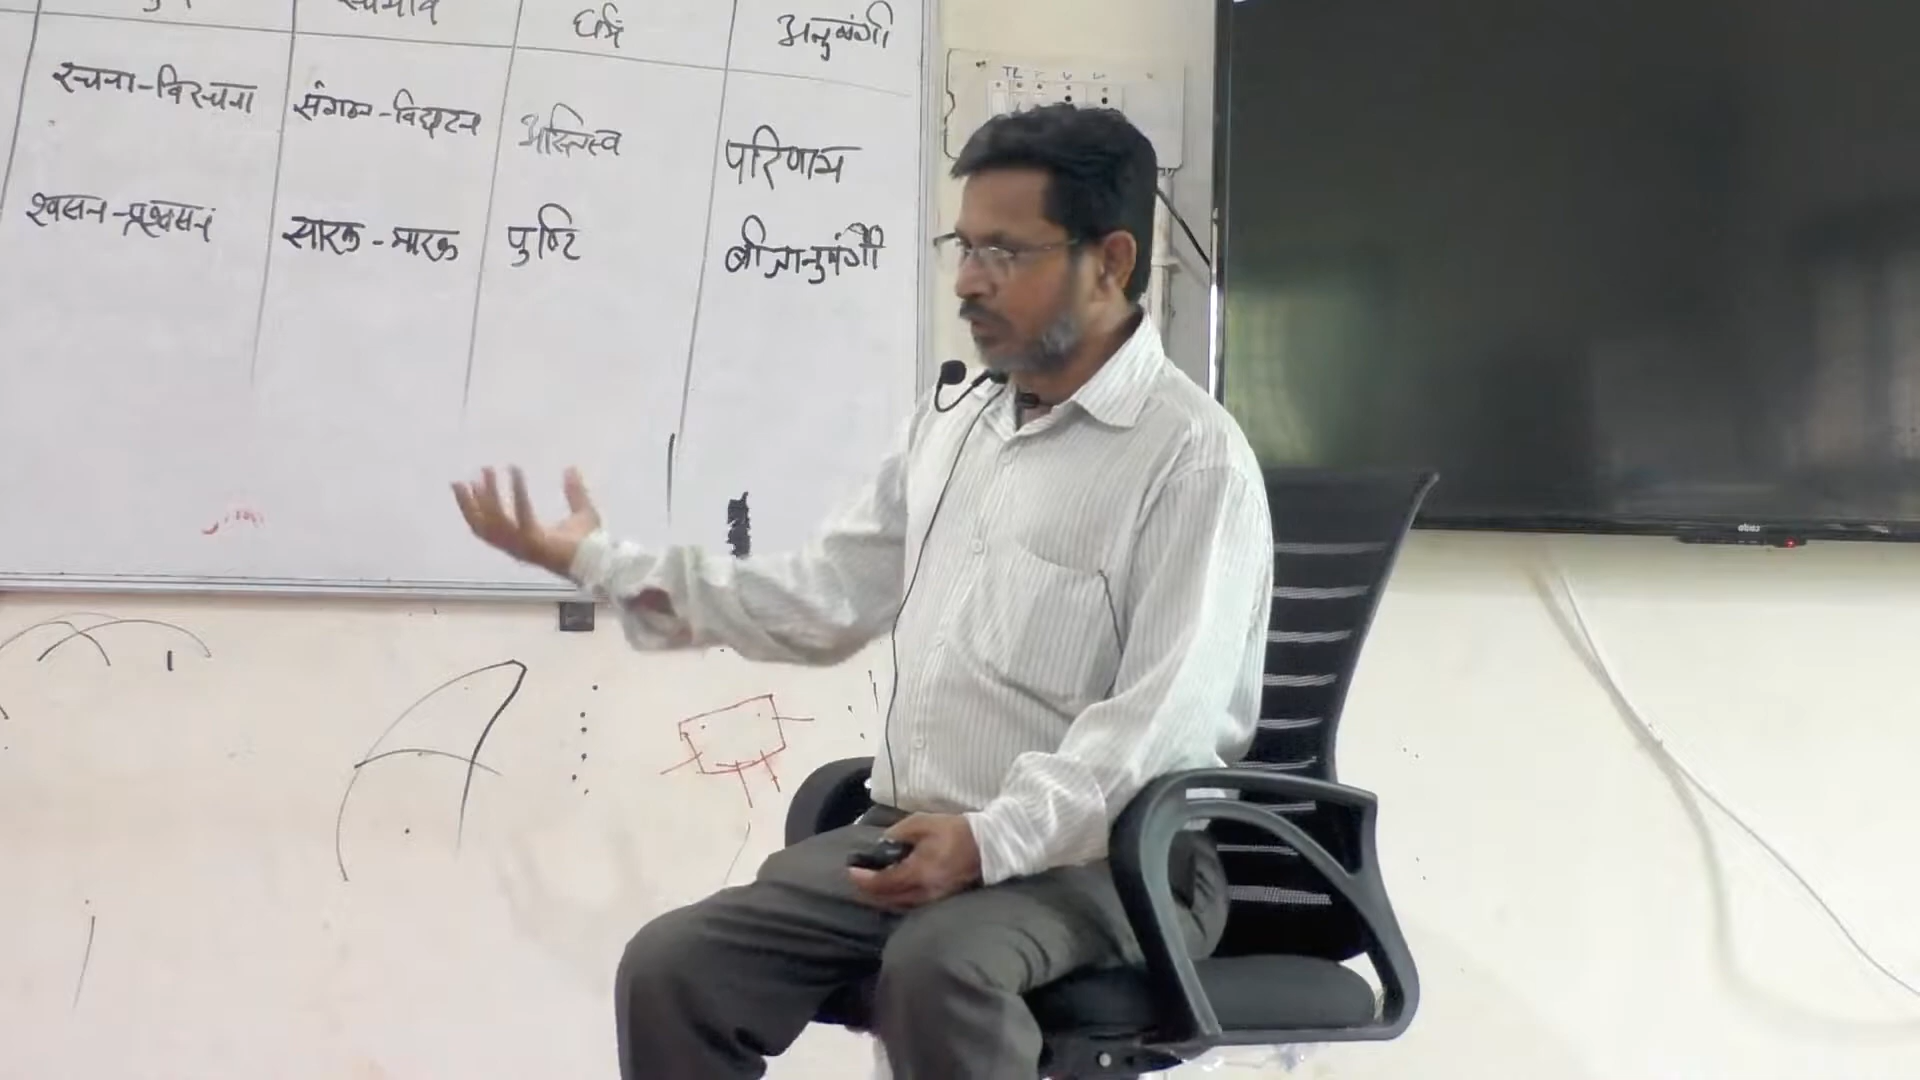 स्वभाव धर्म अनुषंगी
रचना-विरचना संगठन-विघटन अस्तित्व परिणाम
श्वसन-प्रश्वसन सारक-मारक पुष्टि बीजानुषंगी